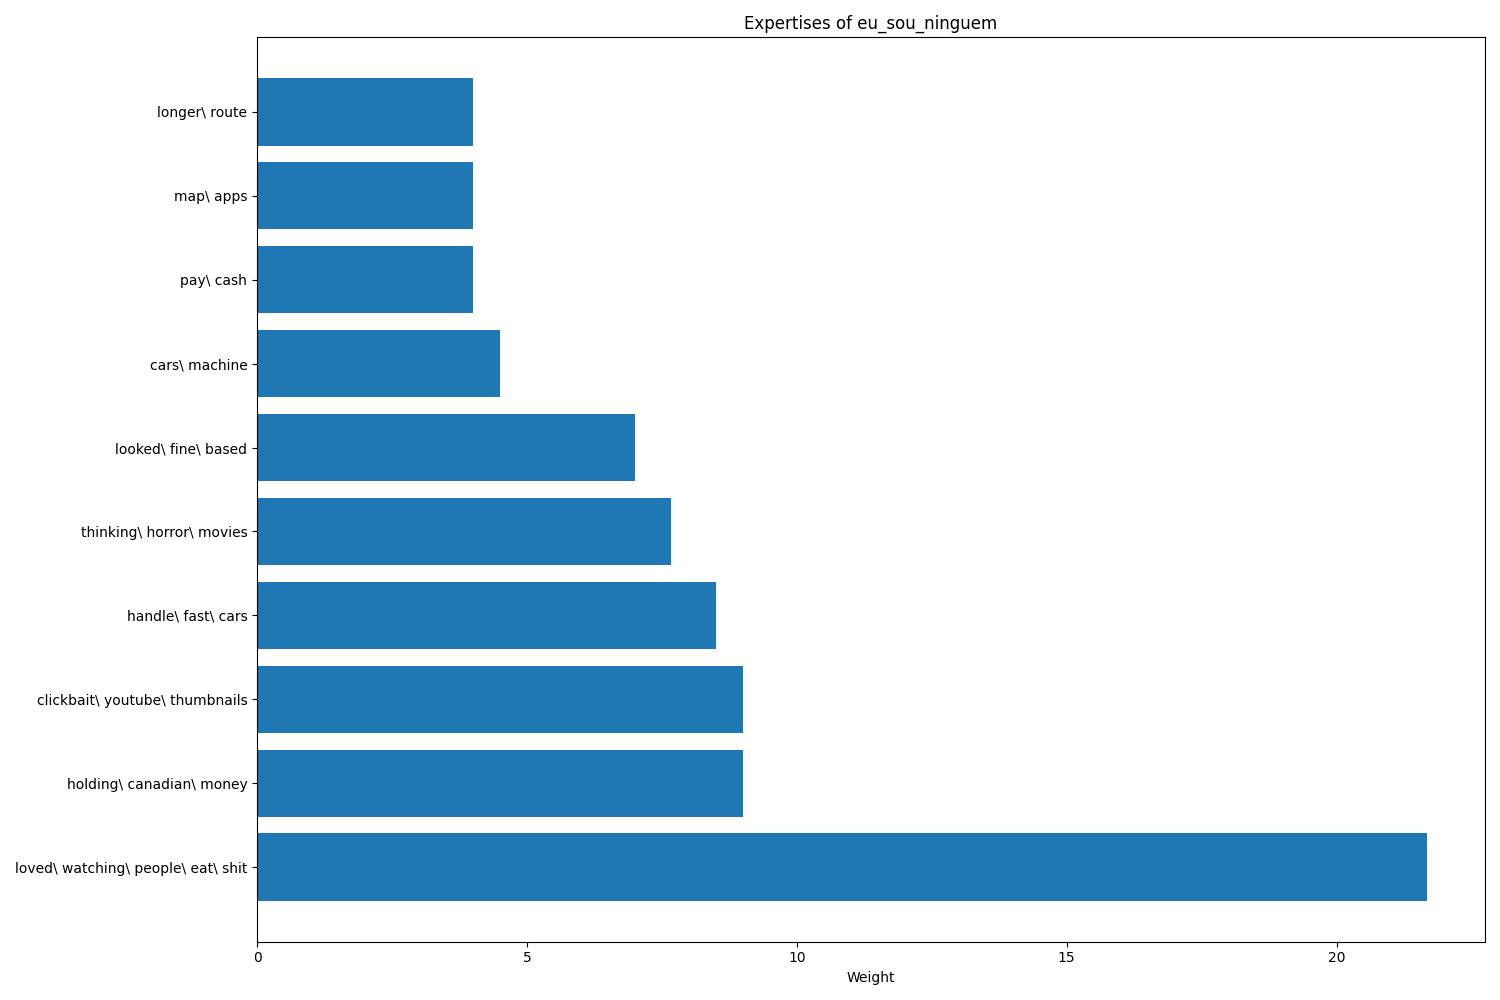 Expertises of eu_sou_ninguem
longer\ route
map\ apps
pay\ cash
cars\ machine
looked\ fine\ based
thinking\ horror\ movies
handle\ fast\ cars
clickbait\ youtube\ thumbnails
holding\ canadian\ money
loved\ watching\ people\ eat\ shit
0 5 10 15 20
Weight